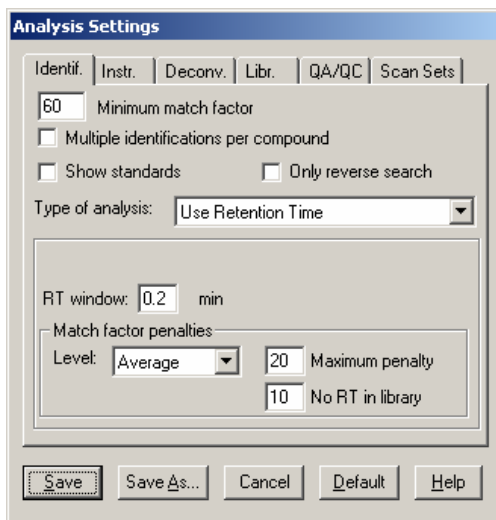 Analysis Settings
Identif. Instr. Deconv. Libr. QA/QC Scan Sets
60 Minimum match factor
Multiple identifications per compound
Show standards Only reverse search
Type of analysis: Use Retention Time
RT window: 0.2 min
Match factor penalties
Level: Average 20 Maximum penalty
10 No RT in library
Save Save As... Cancel Default Help